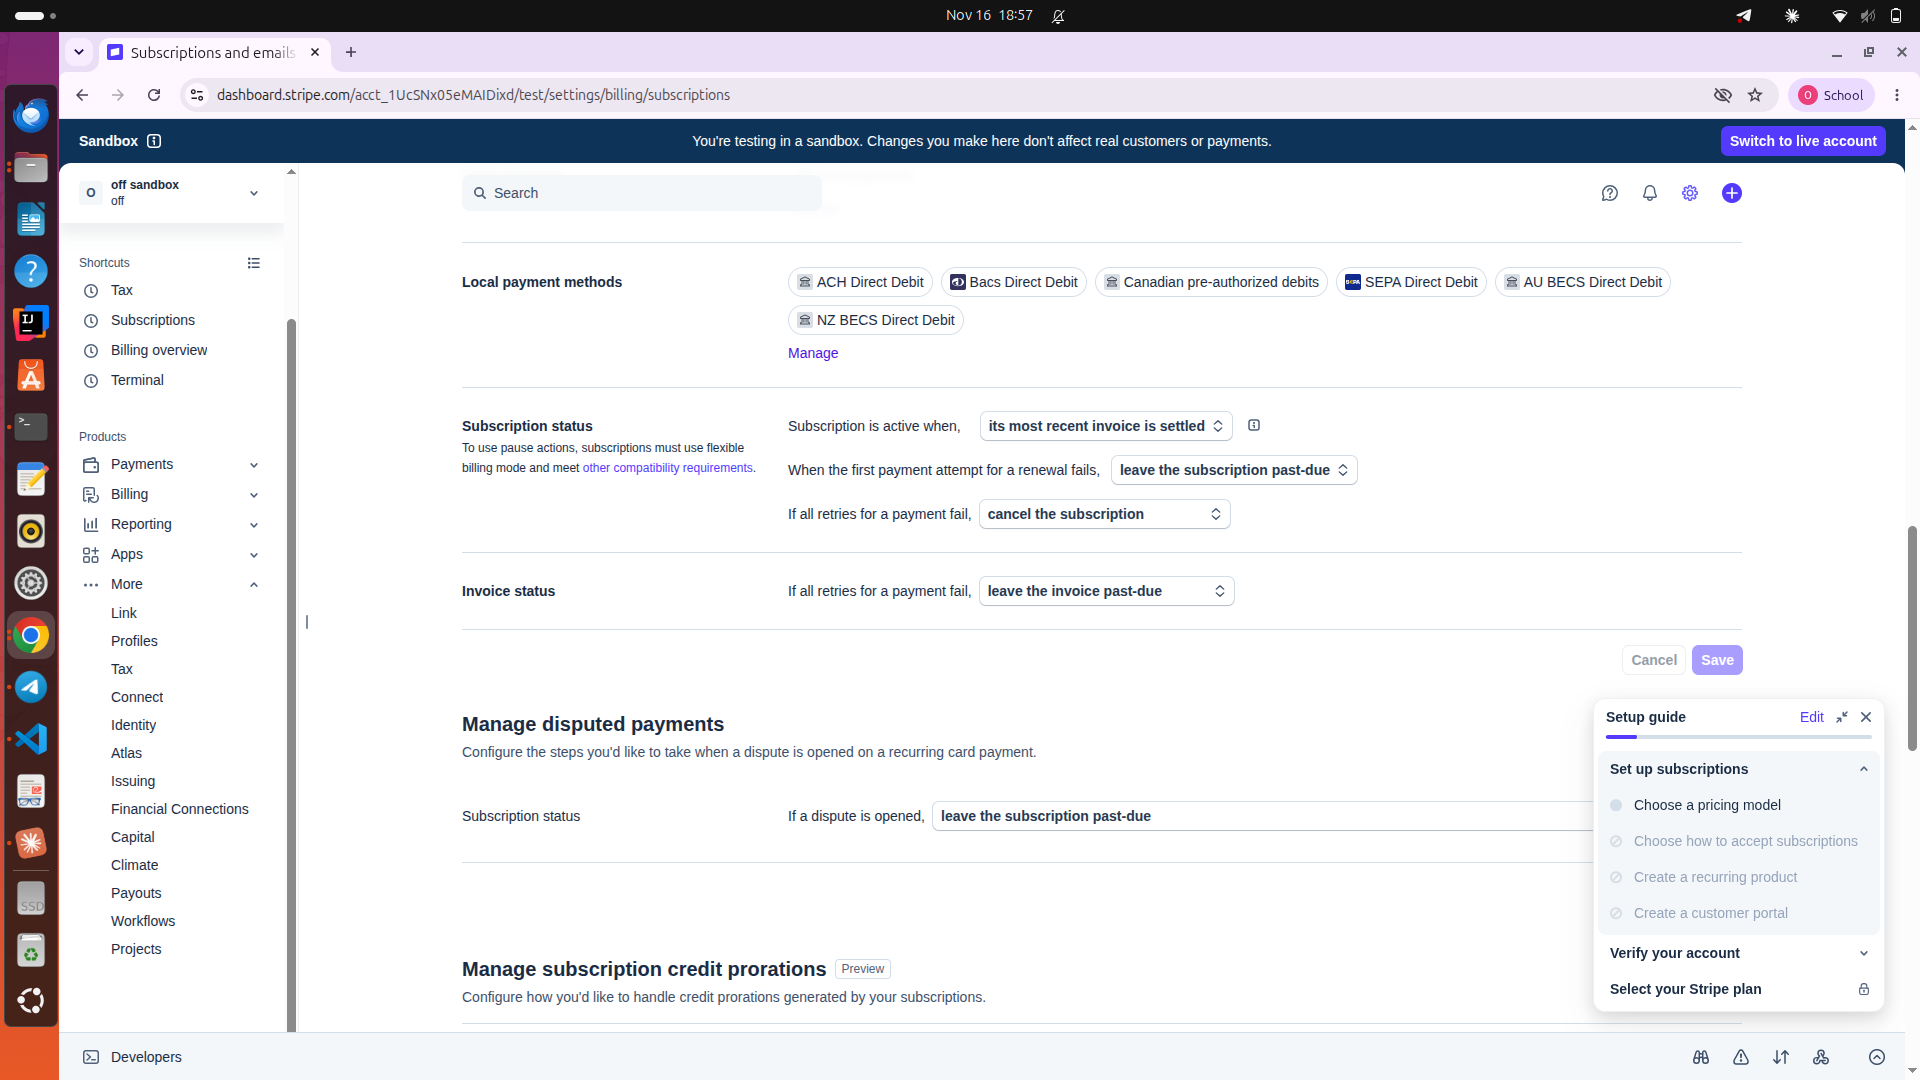 Nov 16 18:57
Subscriptions and emails
dashboard.stripe.com/acct_1UcSNx05eMAIDixd/test/settings/billing/subscriptions
O
School
Sandbox
You're testing in a sandbox. Changes you make here don't affect real customers or payments.
Switch to live account
O
off sandbox
off
Search
Shortcuts
Tax
Subscriptions
Billing overview
Terminal
Products
Payments
Billing
Reporting
Apps
More
Link
Profiles
Tax
Connect
Identity
Atlas
Issuing
Financial Connections
Capital
Climate
Payouts
Workflows
Projects
Local payment methods
ACH Direct Debit
Bacs Direct Debit
Canadian pre-authorized debits
SEPA Direct Debit
AU BECS Direct Debit
NZ BECS Direct Debit
Manage
Subscription status
To use pause actions, subscriptions must use flexible
billing mode and meet other compatibility requirements.
Subscription is active when, its most recent invoice is settled
When the first payment attempt for a renewal fails, leave the subscription past-due
If all retries for a payment fail, cancel the subscription
Invoice status
If all retries for a payment fail, leave the invoice past-due
Cancel
Save
Manage disputed payments
Configure the steps you'd like to take when a dispute is opened on a recurring card payment.
Subscription status
If a dispute is opened, leave the subscription past-due
Manage subscription credit prorations
Preview
Configure how you'd like to handle credit prorations generated by your subscriptions.
Setup guide
Edit
Set up subscriptions
Choose a pricing model
Choose how to accept subscriptions
Create a recurring product
Create a customer portal
Verify your account
Select your Stripe plan
Developers
SSD